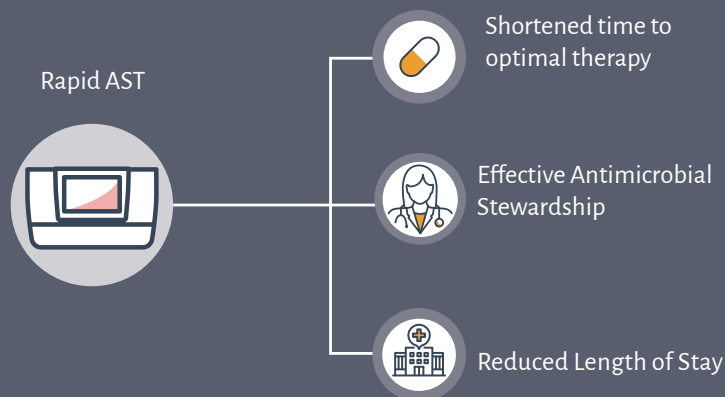 Rapid AST
Shortened time to
optimal therapy
Effective Antimicrobial
Stewardship
Reduced Length of Stay